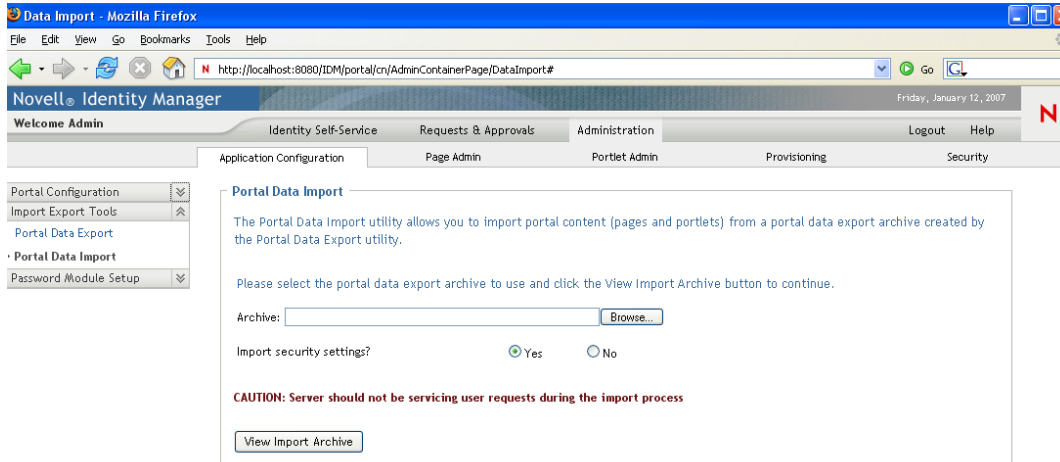 Data Import - Mozilla Firefox
File Edit View Go Bookmarks Tools Help
N http://localhost:8080/IDM/portal/cn/AdminContainerPage/DataImport# Go G
Novell® Identity Manager Friday, January 12, 2007
N
Welcome Admin Identity Self-Service Requests & Approvals Administration Logout Help
Application Configuration Page Admin Portlet Admin Provisioning Security
Portal Configuration
Import Export Tools
Portal Data Export
Portal Data Import
Password Module Setup
Portal Data Import
The Portal Data Import utility allows you to import portal content (pages and portlets) from a portal data export archive created by
the Portal Data Export utility.
Please select the portal data export archive to use and click the View Import Archive button to continue.
Archive: Browse...
Import security settings? Yes No
CAUTION: Server should not be servicing user requests during the import process
View Import Archive